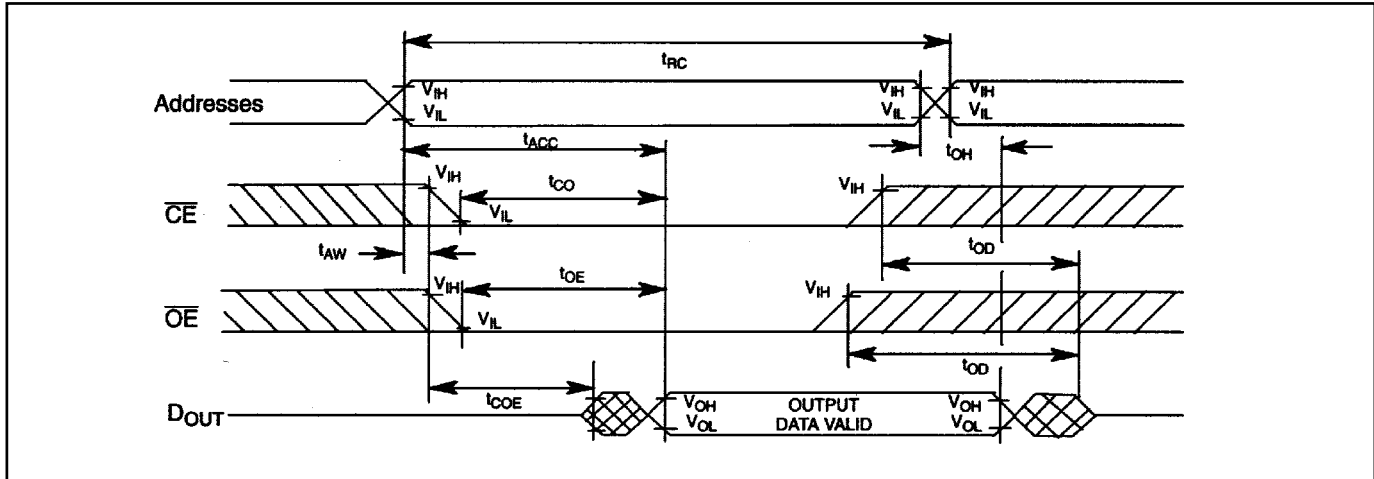 tRC
Addresses
VIH VIH VIH
VIL VIL VIL
tACC tOH
VIH tCO VIH
CE VIL
tAW tOD
VIH tOE VIH
OE VIL
tOD
tCOE
DOUT VOH OUTPUT VOH
VOL DATA VALID VOL